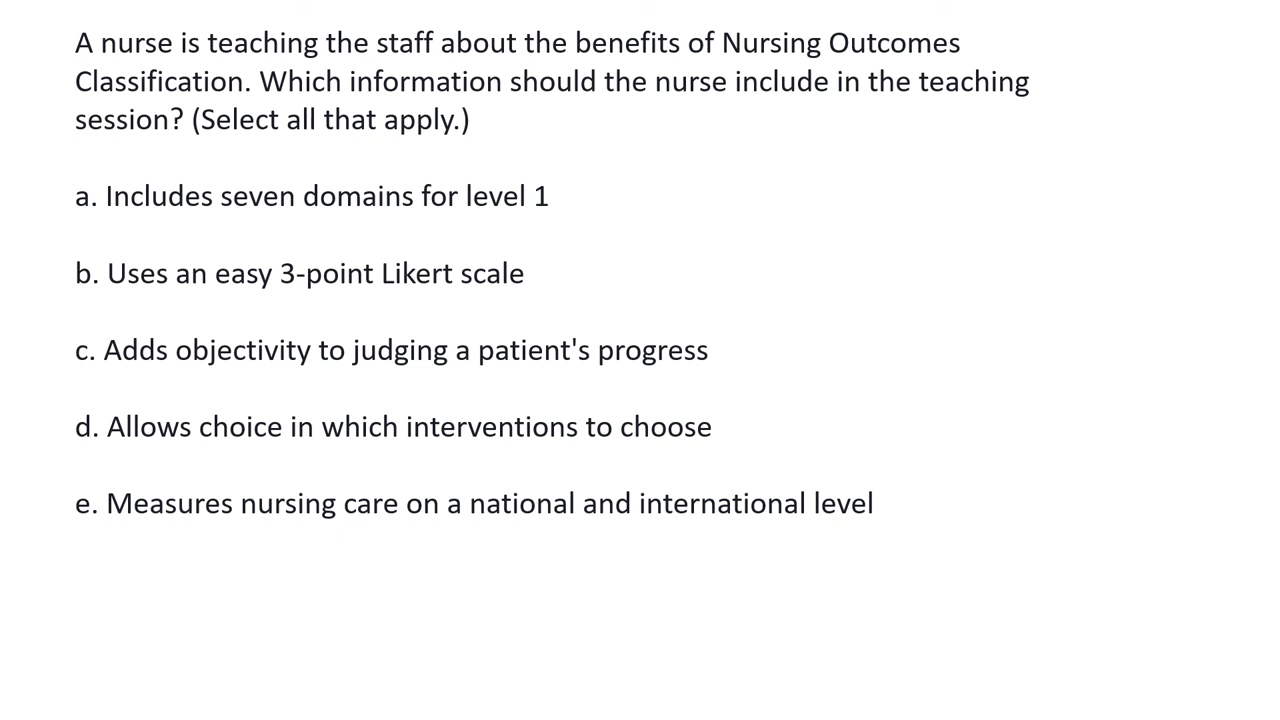 A nurse is teaching the staff about the benefits of Nursing Outcomes
Classification. Which information should the nurse include in the teaching
session? (Select all that apply.)
a. Includes seven domains for level 1
b. Uses an easy 3-point Likert scale
c. Adds objectivity to judging a patient's progress
d. Allows choice in which interventions to choose
e. Measures nursing care on a national and international level